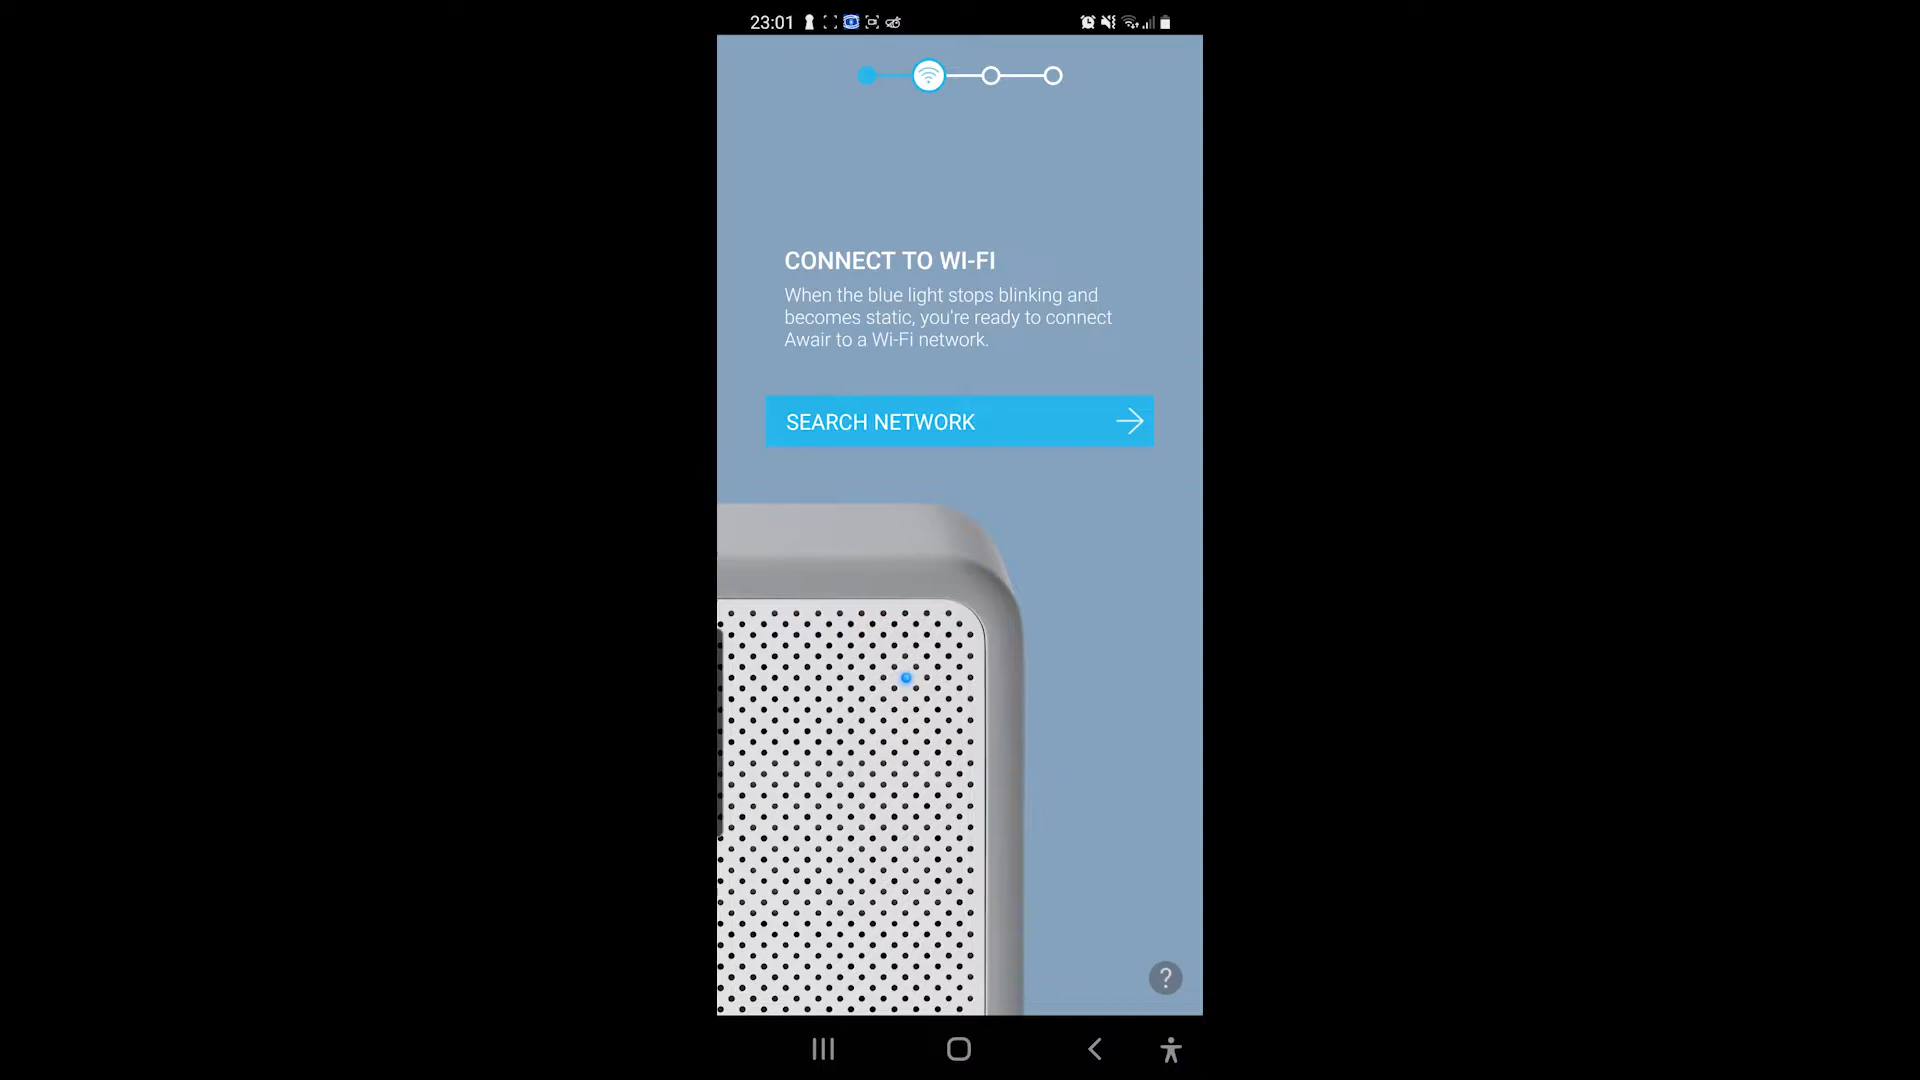 23:01
CONNECT TO WI-FI
When the blue light stops blinking and
becomes static, you're ready to connect
Awair to a Wi-Fi network.
SEARCH NETWORK
?